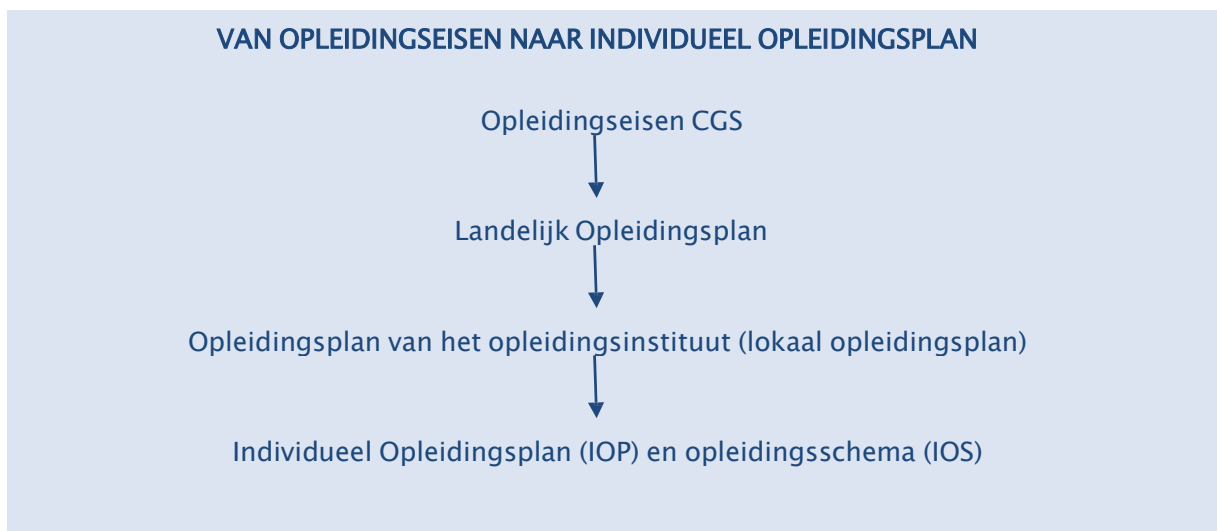 VAN OPLEIDINGSEISEN NAAR INDIVIDUEEL OPLEIDINGSPLAN
Opleidingseisen CGS
Landelijk Opleidingsplan
Opleidingsplan van het opleidingsinstituut (lokaal opleidingsplan)
Individueel Opleidingsplan (IOP) en opleidingsschema (IOS)